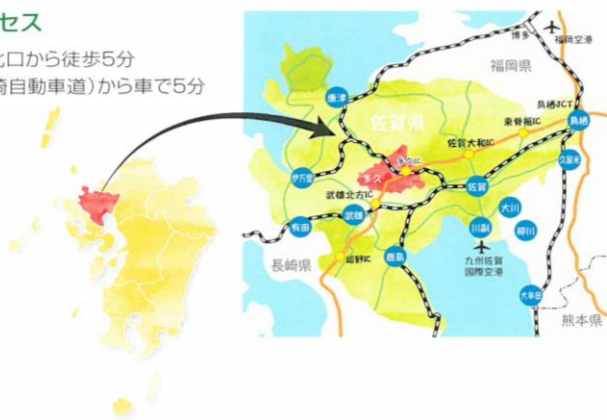 セス
北口から徒歩5分
崎自動車道)から車で5分
博多
福岡空港
福岡県
鳥栖JCT
唐津
佐賀県
東脊振IC
鳥栖
佐賀大和IC
久留米
多久IC
伊万里
多久
武雄北方IC
佐賀
大川
有田
武雄
川副
柳川
長崎県
嬉野IC
鹿島
九州佐賀
国際空港
大牟田
熊本県